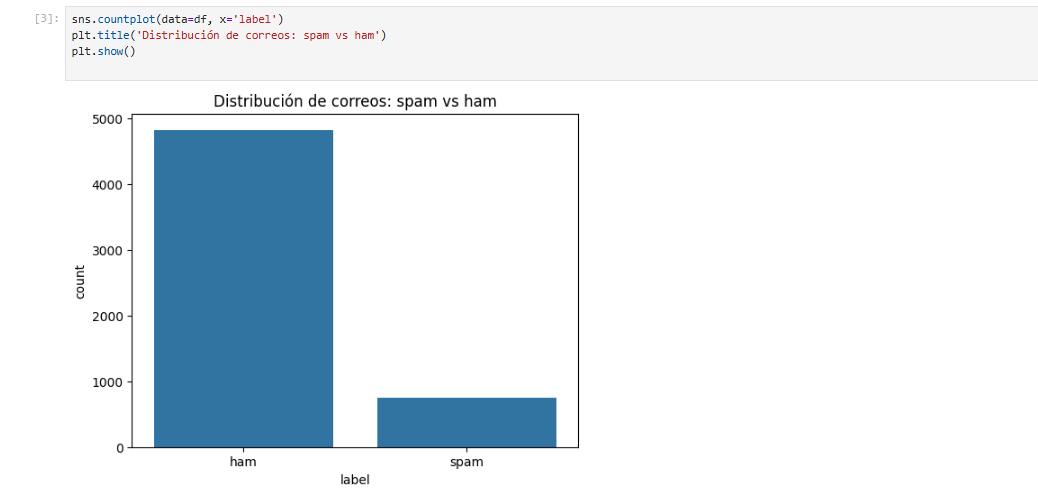 [3]: sns.countplot(data=df, x='label')
plt.title('Distribución de correos: spam vs ham')
plt.show()
Distribución de correos: spam vs ham
5000
4000
3000
2000
1000
0
count
ham spam
label